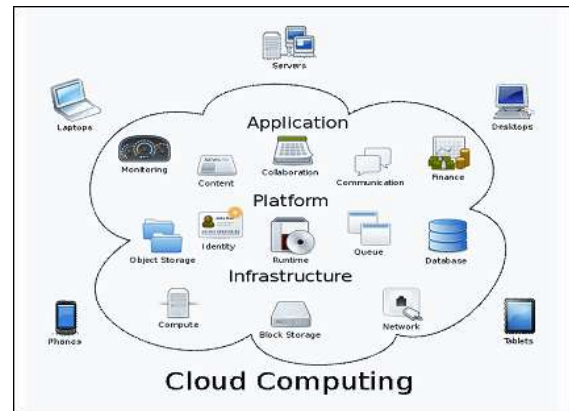 Servers
Laptops
Desktops
Application
Monitoring
Content
Collaboration
Communication
Finance
Platform
Object Storage
Identity
Runtime
Queue
Database
Infrastructure
Compute
Block Storage
Network
Phones
Tablets
Cloud Computing